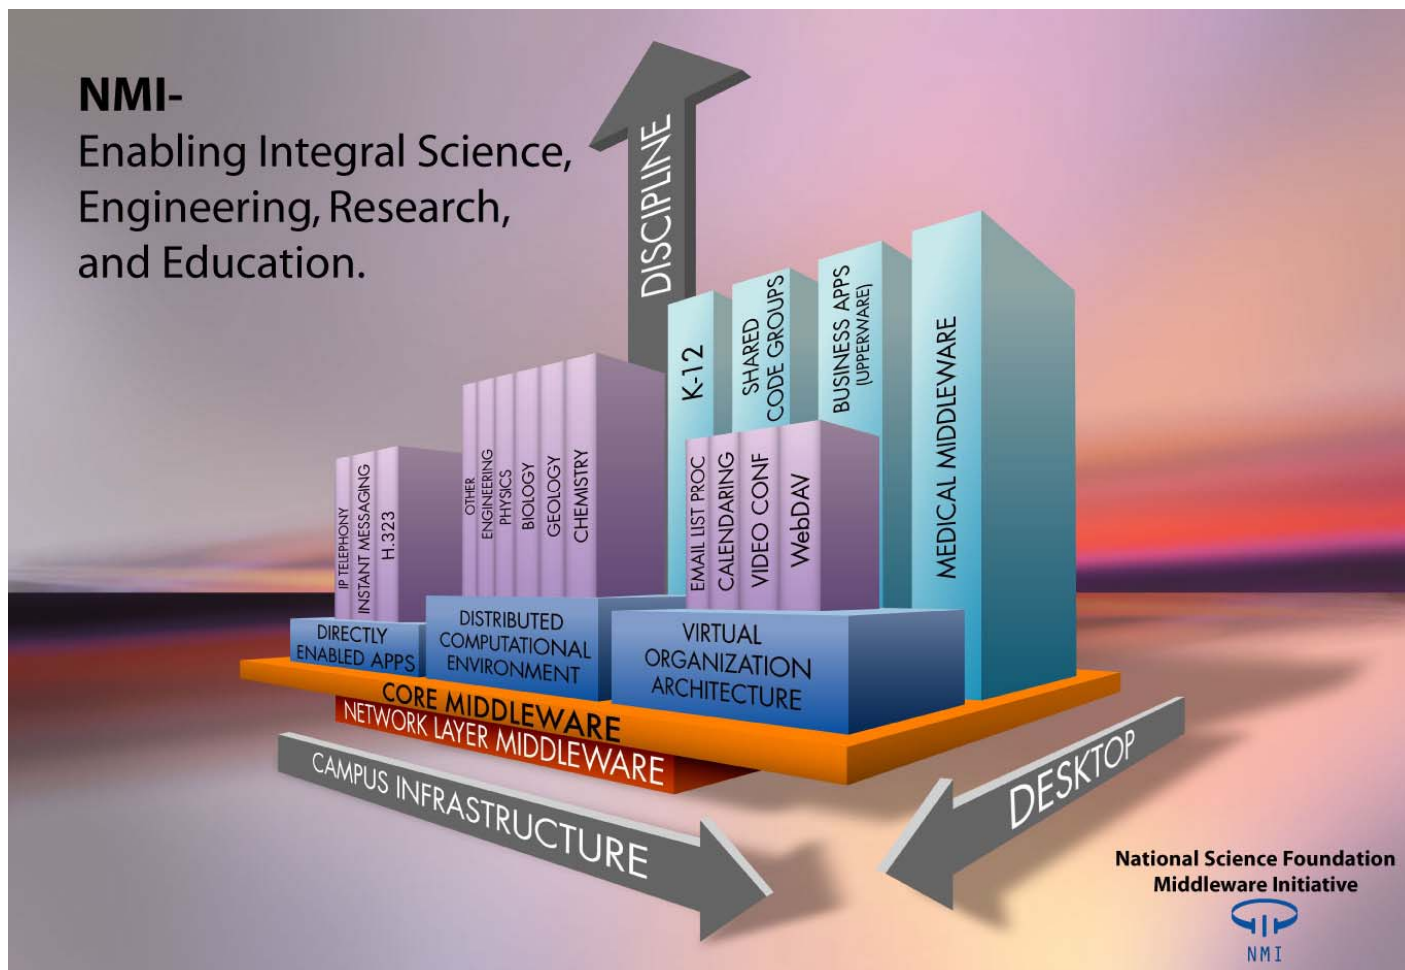 NMI-
Enabling Integral Science,
Engineering, Research,
and Education.
DISCIPLINE
K-12
SHARED
CODE GROUPS
BUSINESS APPS
(UPPERWARE)
MEDICAL MIDDLEWARE
IP TELEPHONY
INSTANT MESSAGING
H.323
OTHER
ENGINEERING
PHYSICS
BIOLOGY
GEOLOGY
CHEMISTRY
EMAIL LIST PROC
CALENDARING
VIDEO CONF
WebDAV
DIRECTLY
ENABLED APPS
DISTRIBUTED
COMPUTATIONAL
ENVIRONMENT
VIRTUAL
ORGANIZATION
ARCHITECTURE
CORE MIDDLEWARE
NETWORK LAYER MIDDLEWARE
CAMPUS INFRASTRUCTURE
DESKTOP
National Science Foundation
Middleware Initiative
NMI